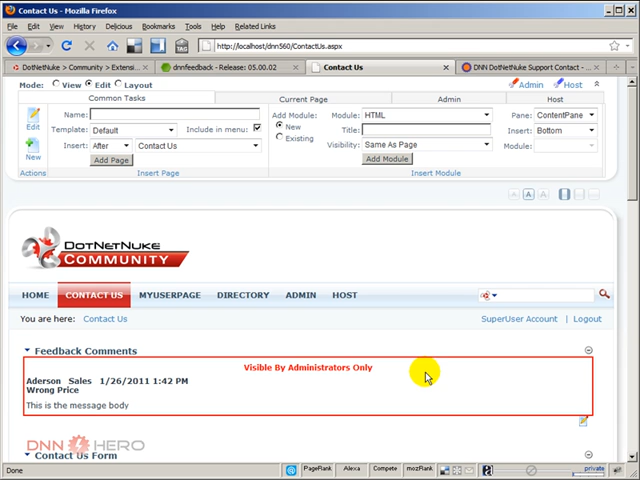 Contact Us - Mozilla Firefox
File Edit View History Delicious Bookmarks Tools Help Related Links
http://localhost/dnn560/ContactUs.aspx
DotNetNuke > Community > Extensi...
dnnfeedback - Release: 05.00.02
Contact Us
DNN DotNetNuke Support Contact - ...
Mode: View Edit Layout
Admin Host
Common Tasks Current Page Admin Host
Edit
New
Actions
Name:
Template: Default Include in menu:
Insert: After Contact Us
Add Page
Insert Page
Add Module: New Existing
Module: HTML
Title:
Visibility: Same As Page
Add Module
Insert Module
Pane: ContentPane
Insert: Bottom
Module:
A A A
DOTNETNUKE
COMMUNITY
HOME CONTACT US MYUSERPAGE DIRECTORY ADMIN HOST
You are here: Contact Us
SuperUser Account | Logout
Feedback Comments
Visible By Administrators Only
Aderson Sales 1/26/2011 1:42 PM
Wrong Price
This is the message body
DNN HERO
Contact Us Form
Done
PageRank Alexa Compete mozRank
private